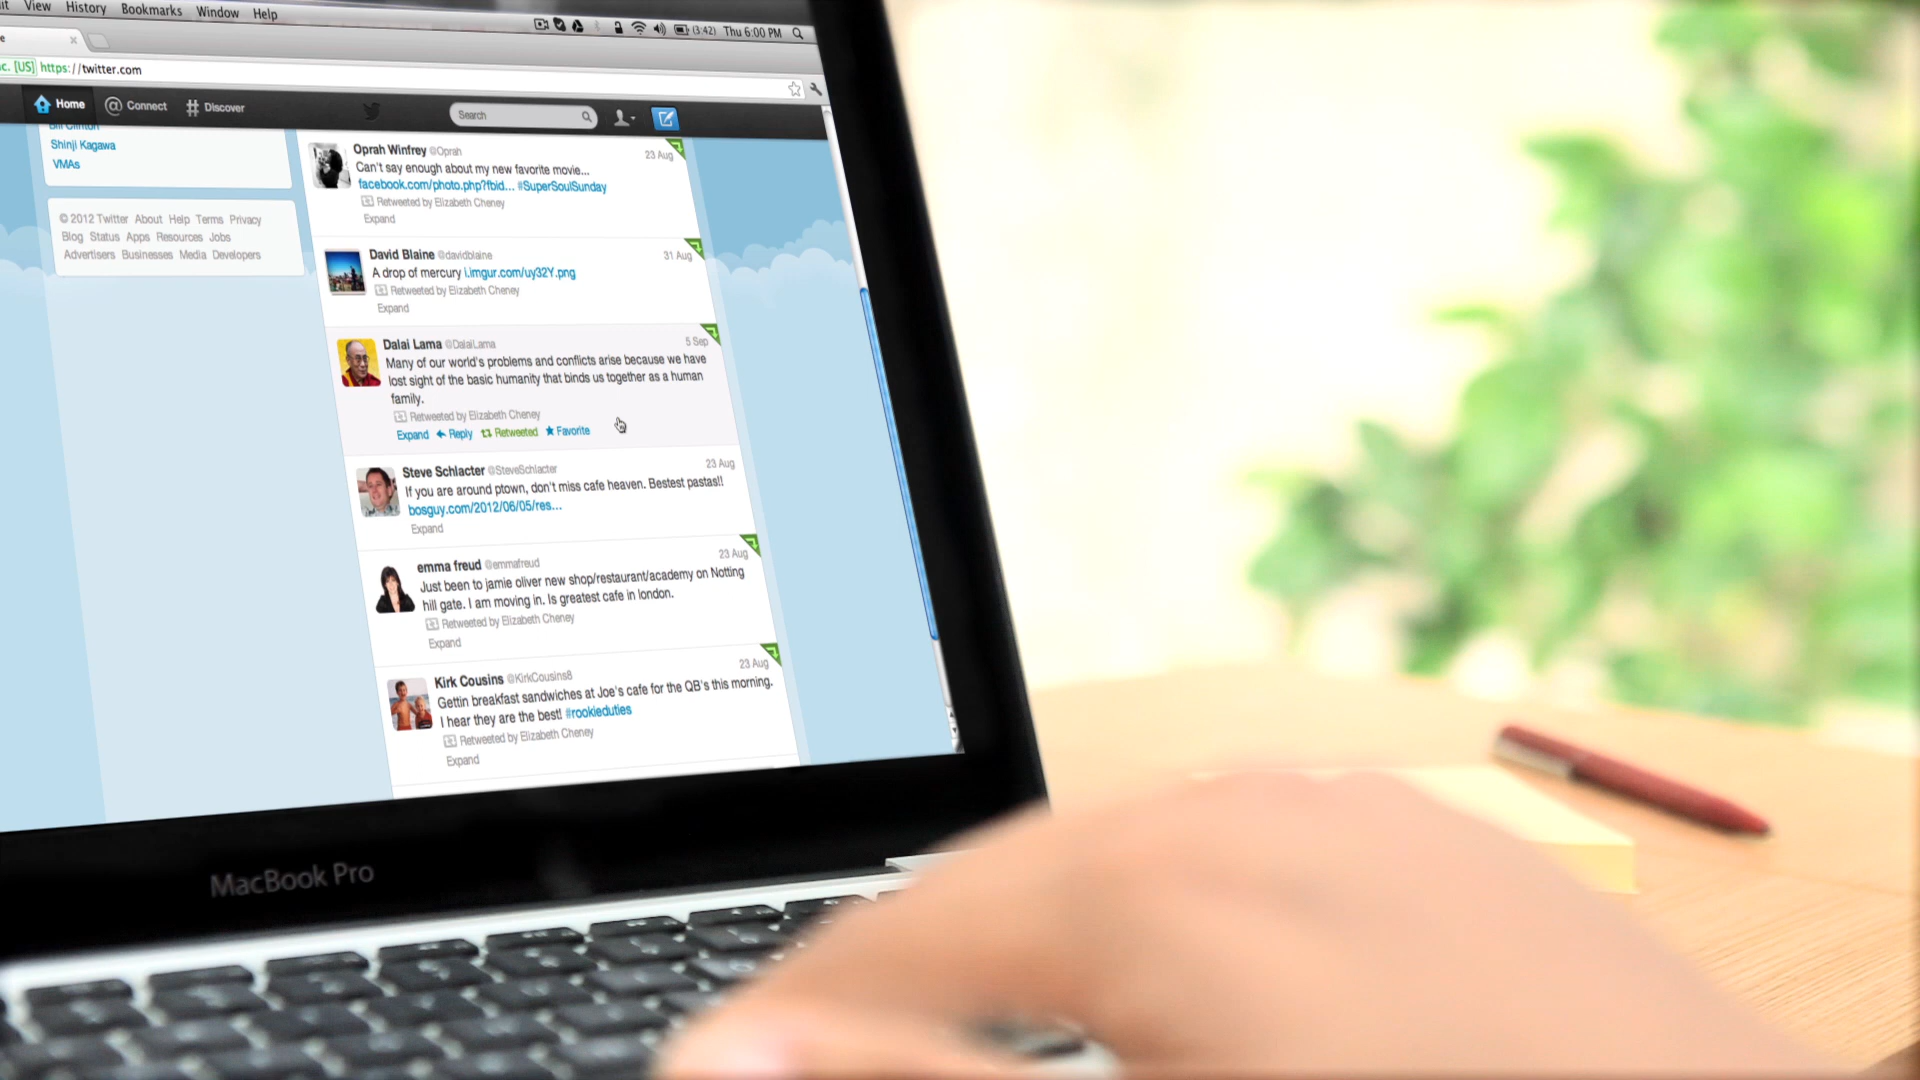 View History Bookmarks Window Help
(3:42) Thu 6:00 PM
[US] https://twitter.com
Home @ Connect # Discover
Search
Bill Clinton
Shinji Kagawa
VMAs
© 2012 Twitter About Help Terms Privacy
Blog Status Apps Resources Jobs
Advertisers Businesses Media Developers
Oprah Winfrey @Oprah 23 Aug
Can't say enough about my new favorite movie...
facebook.com/photo.php?fbid... #SuperSoulSunday
Retweeted by Elizabeth Cheney
Expand
David Blaine @davidblaine 31 Aug
A drop of mercury i.imgur.com/uy32Y.png
Retweeted by Elizabeth Cheney
Expand
Dalai Lama @DalaiLama 5 Sep
Many of our world's problems and conflicts arise because we have
lost sight of the basic humanity that binds us together as a human
family.
Retweeted by Elizabeth Cheney
Expand Reply Retweeted Favorite
Steve Schlacter @SteveSchlacter 23 Aug
If you are around ptown, don't miss cafe heaven. Bestest pastas!!
bosguy.com/2012/06/05/res...
Expand
emma freud @emmafreud 23 Aug
Just been to jamie oliver new shop/restaurant/academy on Notting
hill gate. I am moving in. Is greatest cafe in london.
Retweeted by Elizabeth Cheney
Expand
Kirk Cousins @KirkCousins8 23 Aug
Gettin breakfast sandwiches at Joe's cafe for the QB's this morning.
I hear they are the best! #rookieduties
Retweeted by Elizabeth Cheney
Expand
MacBook Pro